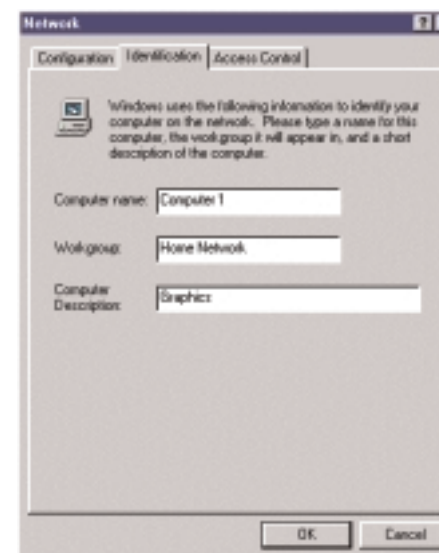 Network
Configuration Identification Access Control
Windows uses the following information to identify your
computer on the network. Please type a name for this
computer, the workgroup it will appear in, and a short
description of the computer.
Computer name: Computer 1
Workgroup: Home Network
Computer
Description: Graphics
OK Cancel